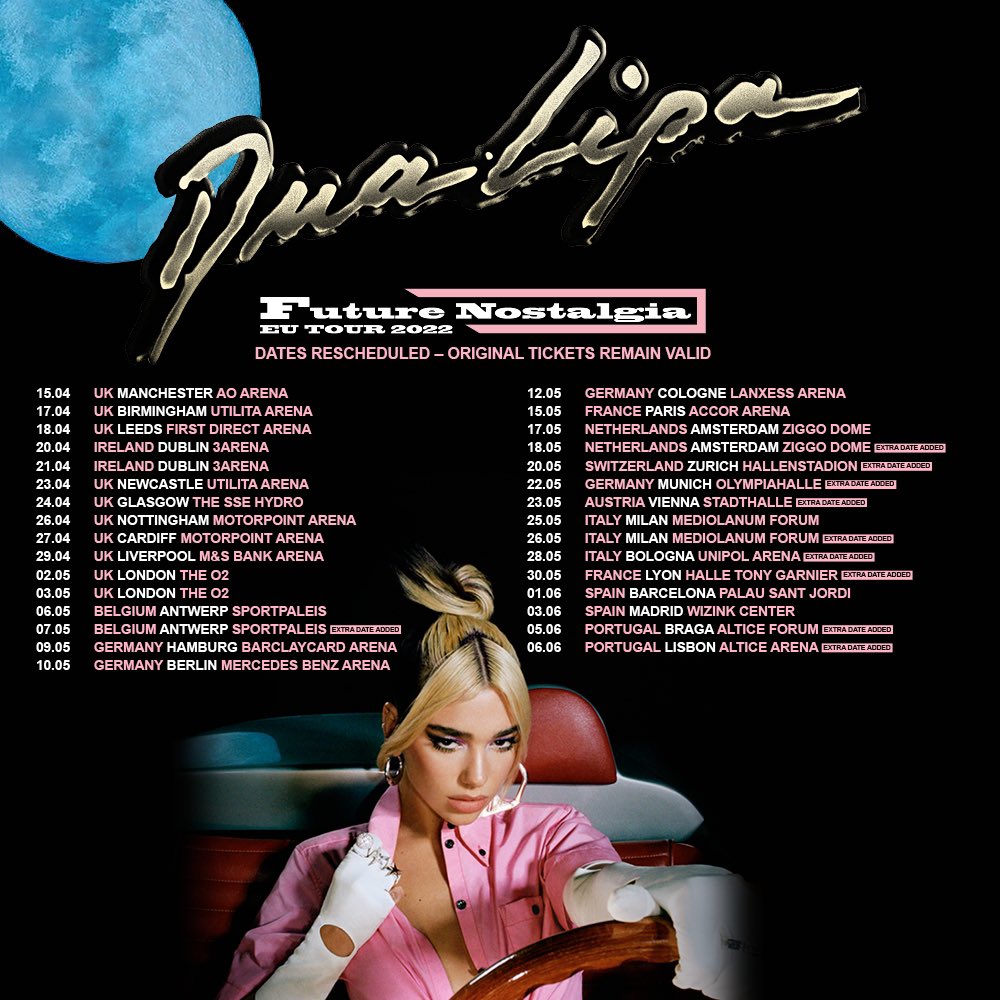 Dua Lipa
Future Nostalgia
EU TOUR 2022
DATES RESCHEDULED – ORIGINAL TICKETS REMAIN VALID
15.04 UK MANCHESTER AO ARENA
17.04 UK BIRMINGHAM UTILITA ARENA
18.04 UK LEEDS FIRST DIRECT ARENA
20.04 IRELAND DUBLIN 3ARENA
21.04 IRELAND DUBLIN 3ARENA
23.04 UK NEWCASTLE UTILITA ARENA
24.04 UK GLASGOW THE SSE HYDRO
26.04 UK NOTTINGHAM MOTORPOINT ARENA
27.04 UK CARDIFF MOTORPOINT ARENA
29.04 UK LIVERPOOL M&S BANK ARENA
02.05 UK LONDON THE O2
03.05 UK LONDON THE O2
06.05 BELGIUM ANTWERP SPORTPALEIS
07.05 BELGIUM ANTWERP SPORTPALEIS EXTRA DATE ADDED
09.05 GERMANY HAMBURG BARCLAYCARD ARENA
10.05 GERMANY BERLIN MERCEDES BENZ ARENA
12.05 GERMANY COLOGNE LANXESS ARENA
15.05 FRANCE PARIS ACCOR ARENA
17.05 NETHERLANDS AMSTERDAM ZIGGO DOME
18.05 NETHERLANDS AMSTERDAM ZIGGO DOME EXTRA DATE ADDED
20.05 SWITZERLAND ZURICH HALLENSTADION EXTRA DATE ADDED
22.05 GERMANY MUNICH OLYMPIAHALLE EXTRA DATE ADDED
23.05 AUSTRIA VIENNA STADTHALLE EXTRA DATE ADDED
25.05 ITALY MILAN MEDIOLANUM FORUM
26.05 ITALY MILAN MEDIOLANUM FORUM EXTRA DATE ADDED
28.05 ITALY BOLOGNA UNIPOL ARENA EXTRA DATE ADDED
30.05 FRANCE LYON HALLE TONY GARNIER EXTRA DATE ADDED
01.06 SPAIN BARCELONA PALAU SANT JORDI
03.06 SPAIN MADRID WIZINK CENTER
05.06 PORTUGAL BRAGA ALTICE FORUM EXTRA DATE ADDED
06.06 PORTUGAL LISBON ALTICE ARENA EXTRA DATE ADDED